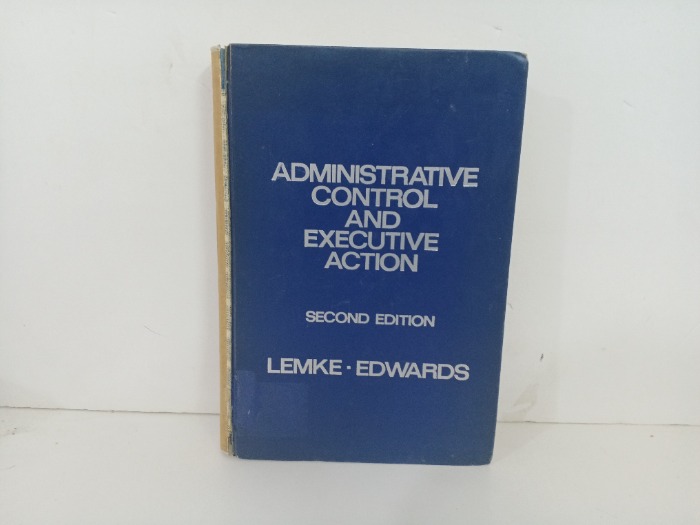 ADMINISTRATIVE
CONTROL
AND
EXECUTIVE
ACTION
SECOND EDITION
LEMKE · EDWARDS